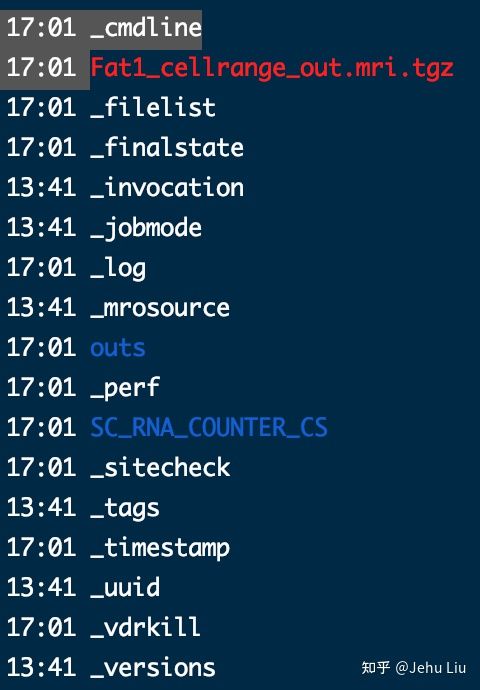 17:01 _cmdline
17:01 Fat1_cellrange_out.mri.tgz
17:01 _filelist
17:01 _finalstate
13:41 _invocation
13:41 _jobmode
17:01 _log
13:41 _mrosource
17:01 outs
17:01 _perf
17:01 SC_RNA_COUNTER_CS
17:01 _sitecheck
13:41 _tags
17:01 _timestamp
13:41 _uuid
17:01 _vdrkill
13:41 _versions
知乎 @Jehu Liu